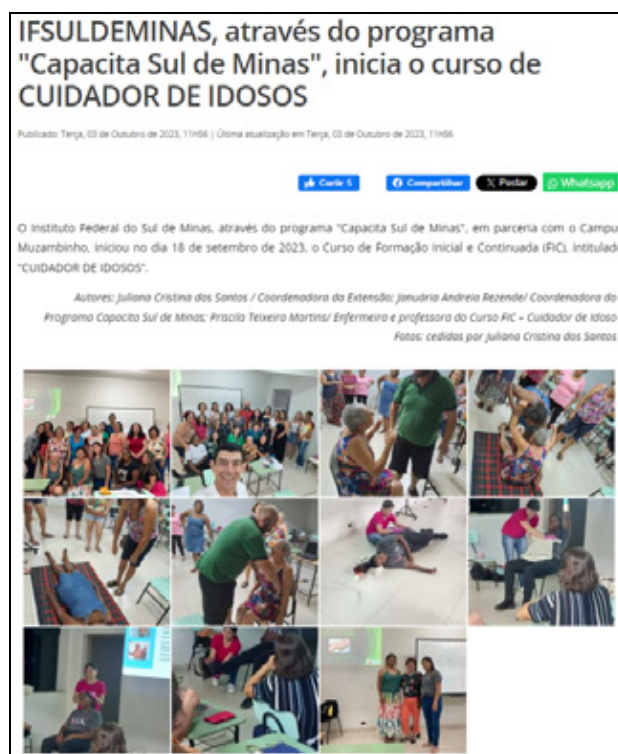 IFSULDEMINAS, através do programa
"Capacita Sul de Minas", inicia o curso de
CUIDADOR DE IDOSOS
Publicado: Terça, 03 de Outubro de 2023, 11h56 | Última atualização em Terça, 03 de Outubro de 2023, 11h56
Curtir 5 Compartilhar X Postar Whatsapp
O Instituto Federal do Sul de Minas, através do programa "Capacita Sul de Minas", em parceria com o Campu
Muzambinho, iniciou no dia 18 de setembro de 2023, o Curso de Formação Inicial e Continuada (FIC), intitulad
"CUIDADOR DE IDOSOS".
Autores: Juliana Cristina dos Santos / Coordenadora da Extensão; Januária Andreia Rezende/ Coordenadora do
Programa Capacita Sul de Minas; Priscila Teixeira Martins/ Enfermeira e professora do Curso FIC – Cuidador de Idoso
Fotos: cedidas por Juliana Cristina dos Santos